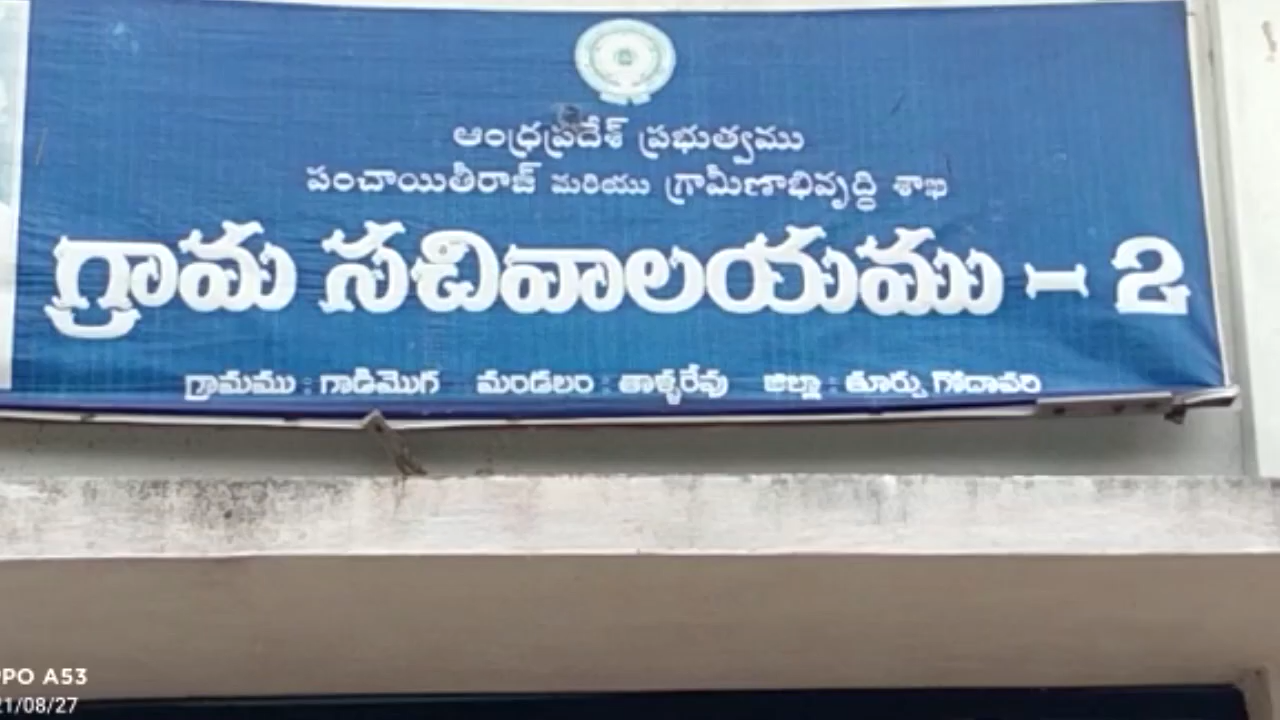 ఆంధ్రప్రదేశ్ ప్రభుత్వము
పంచాయితీరాజ్ మరియు గ్రామీణాభివృద్ధి శాఖ
గ్రామ సచివాలయము - 2
గ్రామము : గాడిమొగ మండలం : తాళ్ళరేవు జిల్లా : తూర్పు గోదావరి
PPO A53
21/08/27